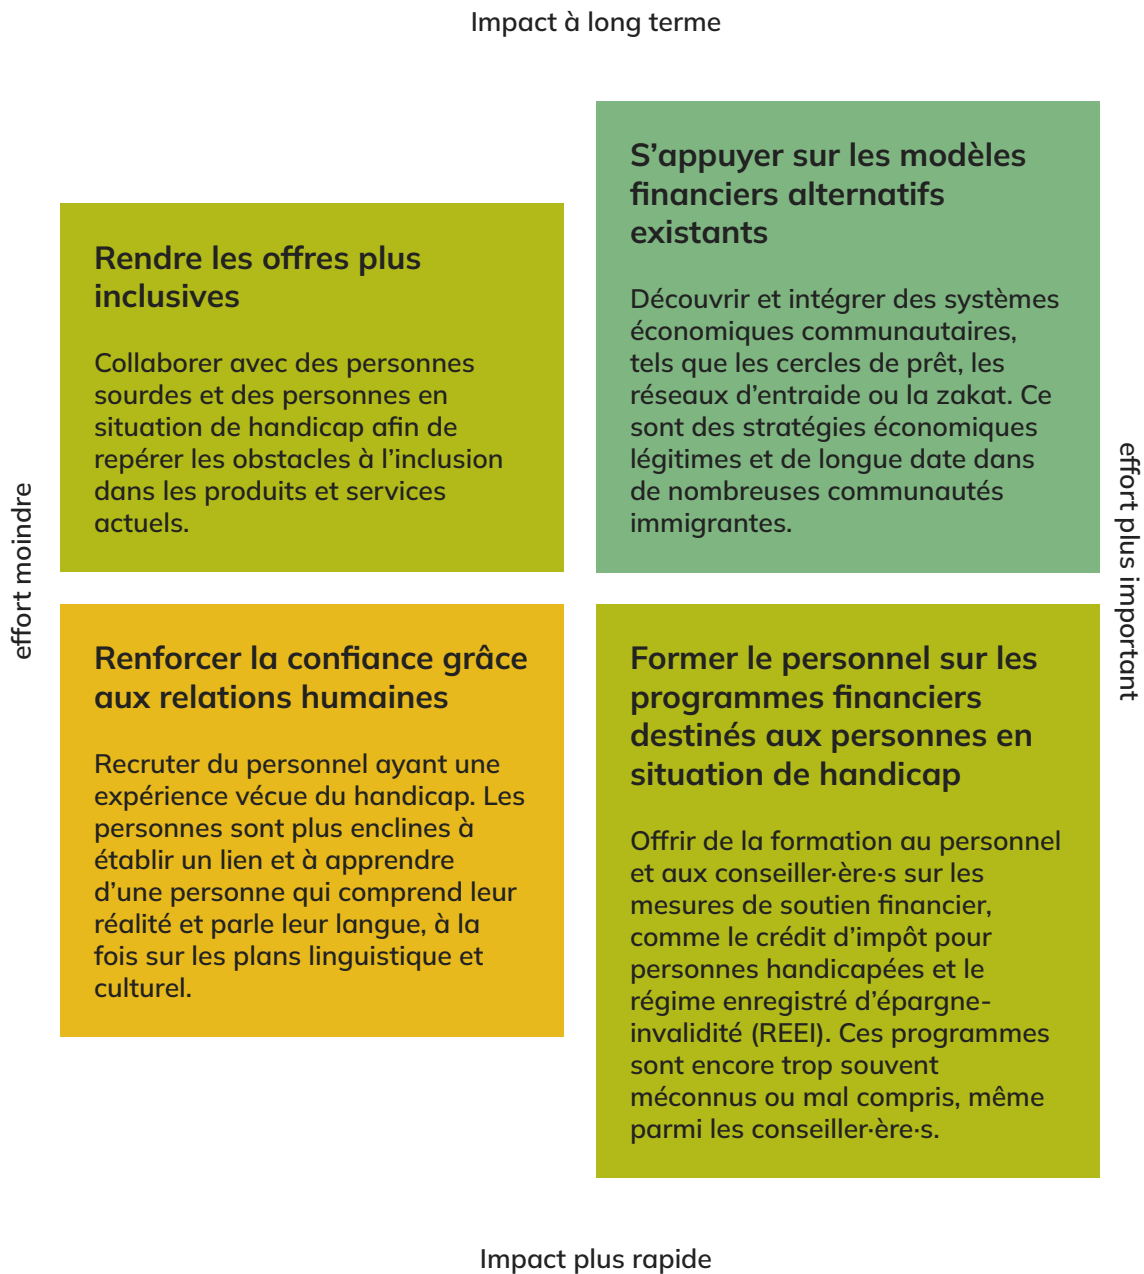 Impact à long terme
Rendre les offres plus
inclusives
Collaborer avec des personnes
sourdes et des personnes en
situation de handicap afin de
repérer les obstacles à l’inclusion
dans les produits et services
actuels.
S’appuyer sur les modèles
financiers alternatifs
existants
Découvrir et intégrer des systèmes
économiques communautaires,
tels que les cercles de prêt, les
réseaux d’entraide ou la zakat. Ce
sont des stratégies économiques
légitimes et de longue date dans
de nombreuses communautés
immigrantes.
effort moindre
effort plus important
Renforcer la confiance grâce
aux relations humaines
Recruter du personnel ayant une
expérience vécue du handicap. Les
personnes sont plus enclines à
établir un lien et à apprendre
d’une personne qui comprend leur
réalité et parle leur langue, à la
fois sur les plans linguistique et
culturel.
Former le personnel sur les
programmes financiers
destinés aux personnes en
situation de handicap
Offrir de la formation au personnel
et aux conseiller·ère·s sur les
mesures de soutien financier,
comme le crédit d’impôt pour
personnes handicapées et le
régime enregistré d’épargne-
invalidité (REEI). Ces programmes
sont encore trop souvent
méconnus ou mal compris, même
parmi les conseiller·ère·s.
Impact plus rapide